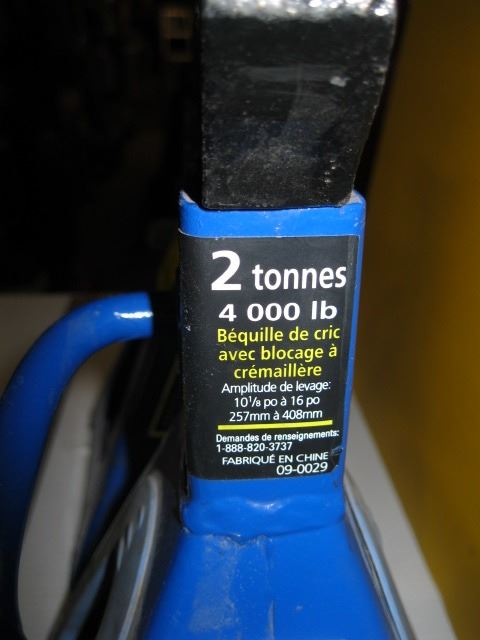 2 tonnes
4 000 lb
Béquille de cric
avec blocage à
crémaillère
Amplitude de levage:
10⅛ po à 16 po
257mm à 408mm
Demandes de renseignements:
1-888-820-3737
FABRIQUÉ EN CHINE
09-0029